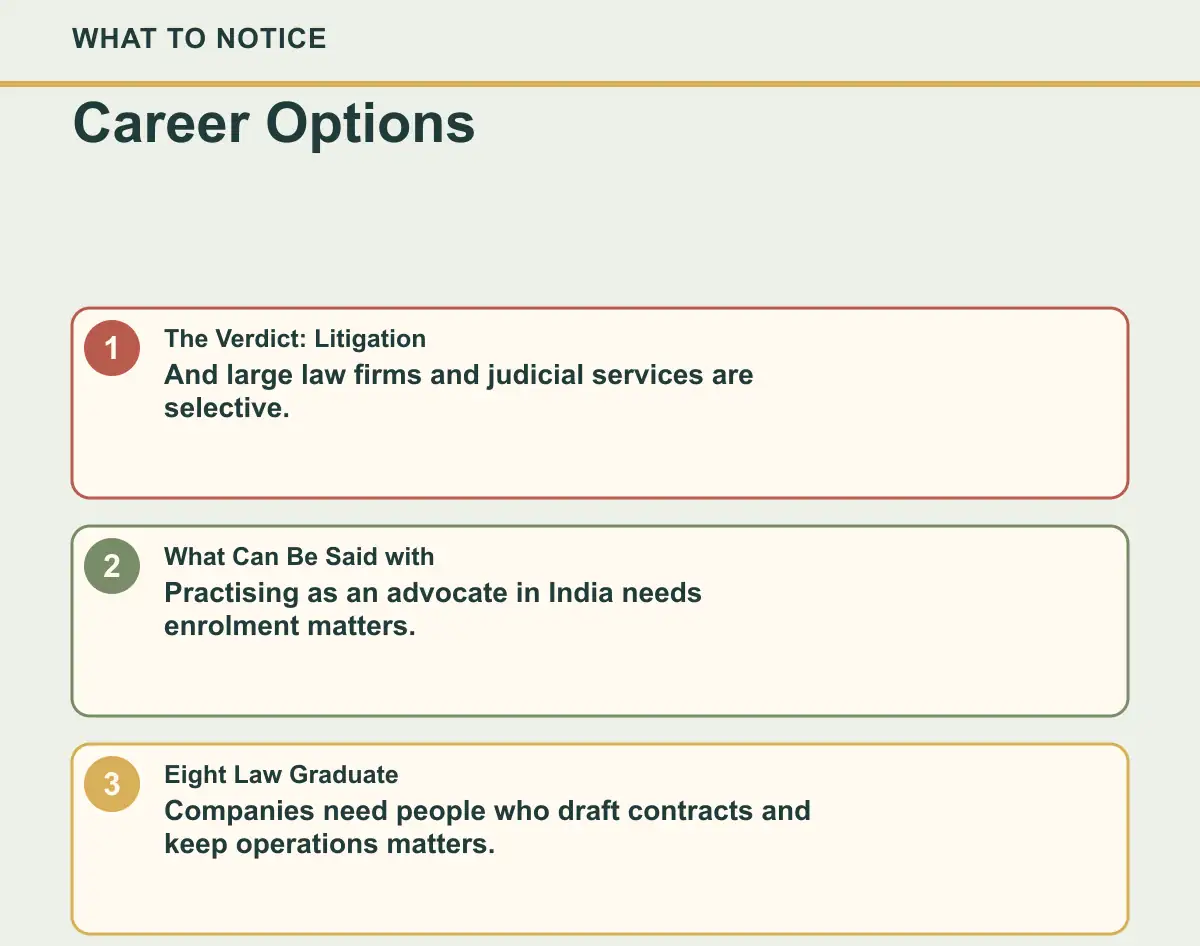 WHAT TO NOTICE
Career Options
1
The Verdict: Litigation
And large law firms and judicial services are
selective.
2
What Can Be Said with
Practising as an advocate in India needs
enrolment matters.
3
Eight Law Graduate
Companies need people who draft contracts and
keep operations matters.